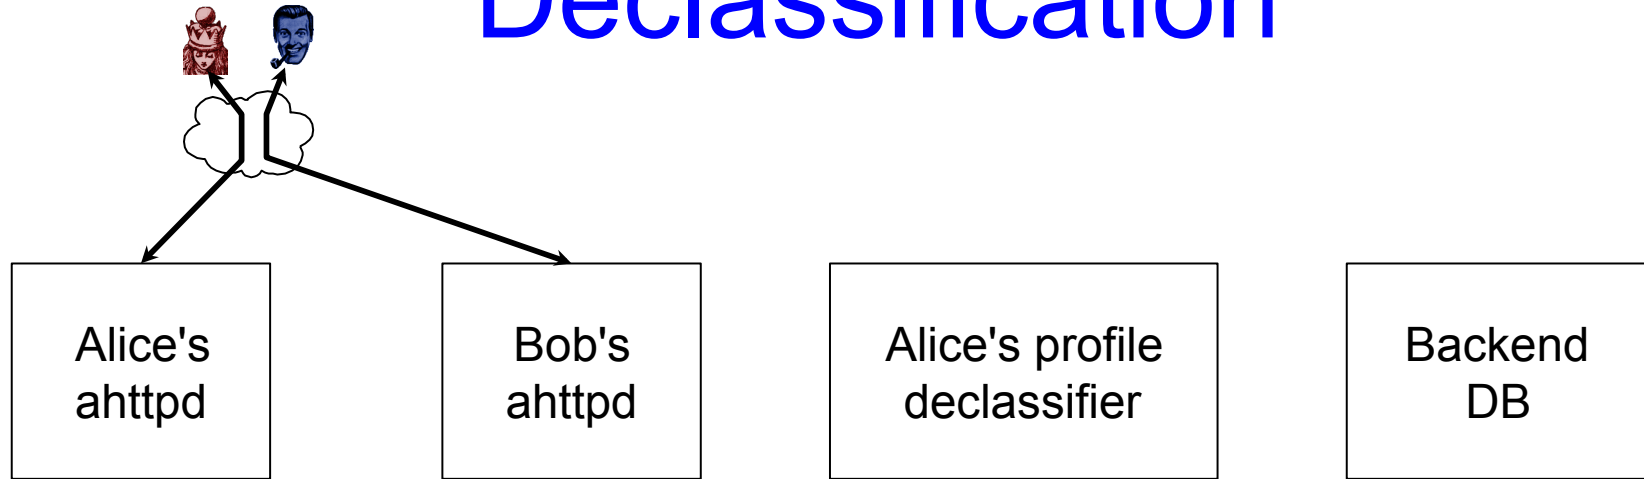 Declassification
Alice's
ahttpd
Bob's
ahttpd
Alice's profile
declassifier
Backend
DB